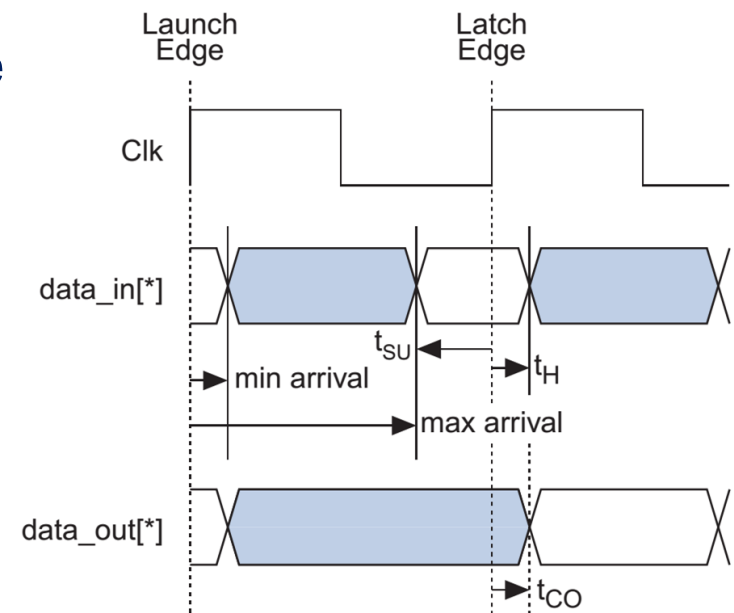 Launch
Edge
Latch
Edge
Clk
data_in[*]
tSU
tH
min arrival
max arrival
data_out[*]
tCO